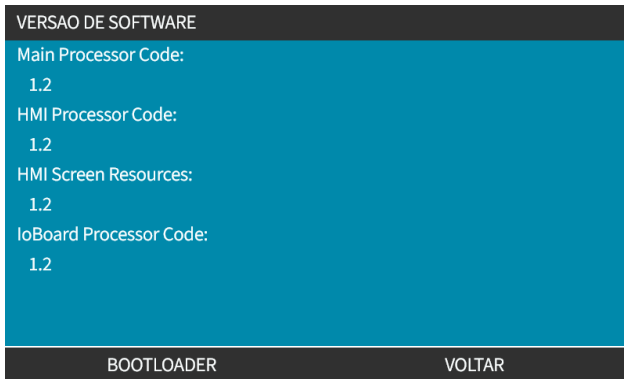 VERSAO DE SOFTWARE
Main Processor Code:
1.2
HMI Processor Code:
1.2
HMI Screen Resources:
1.2
IoBoard Processor Code:
1.2
BOOTLOADER VOLTAR